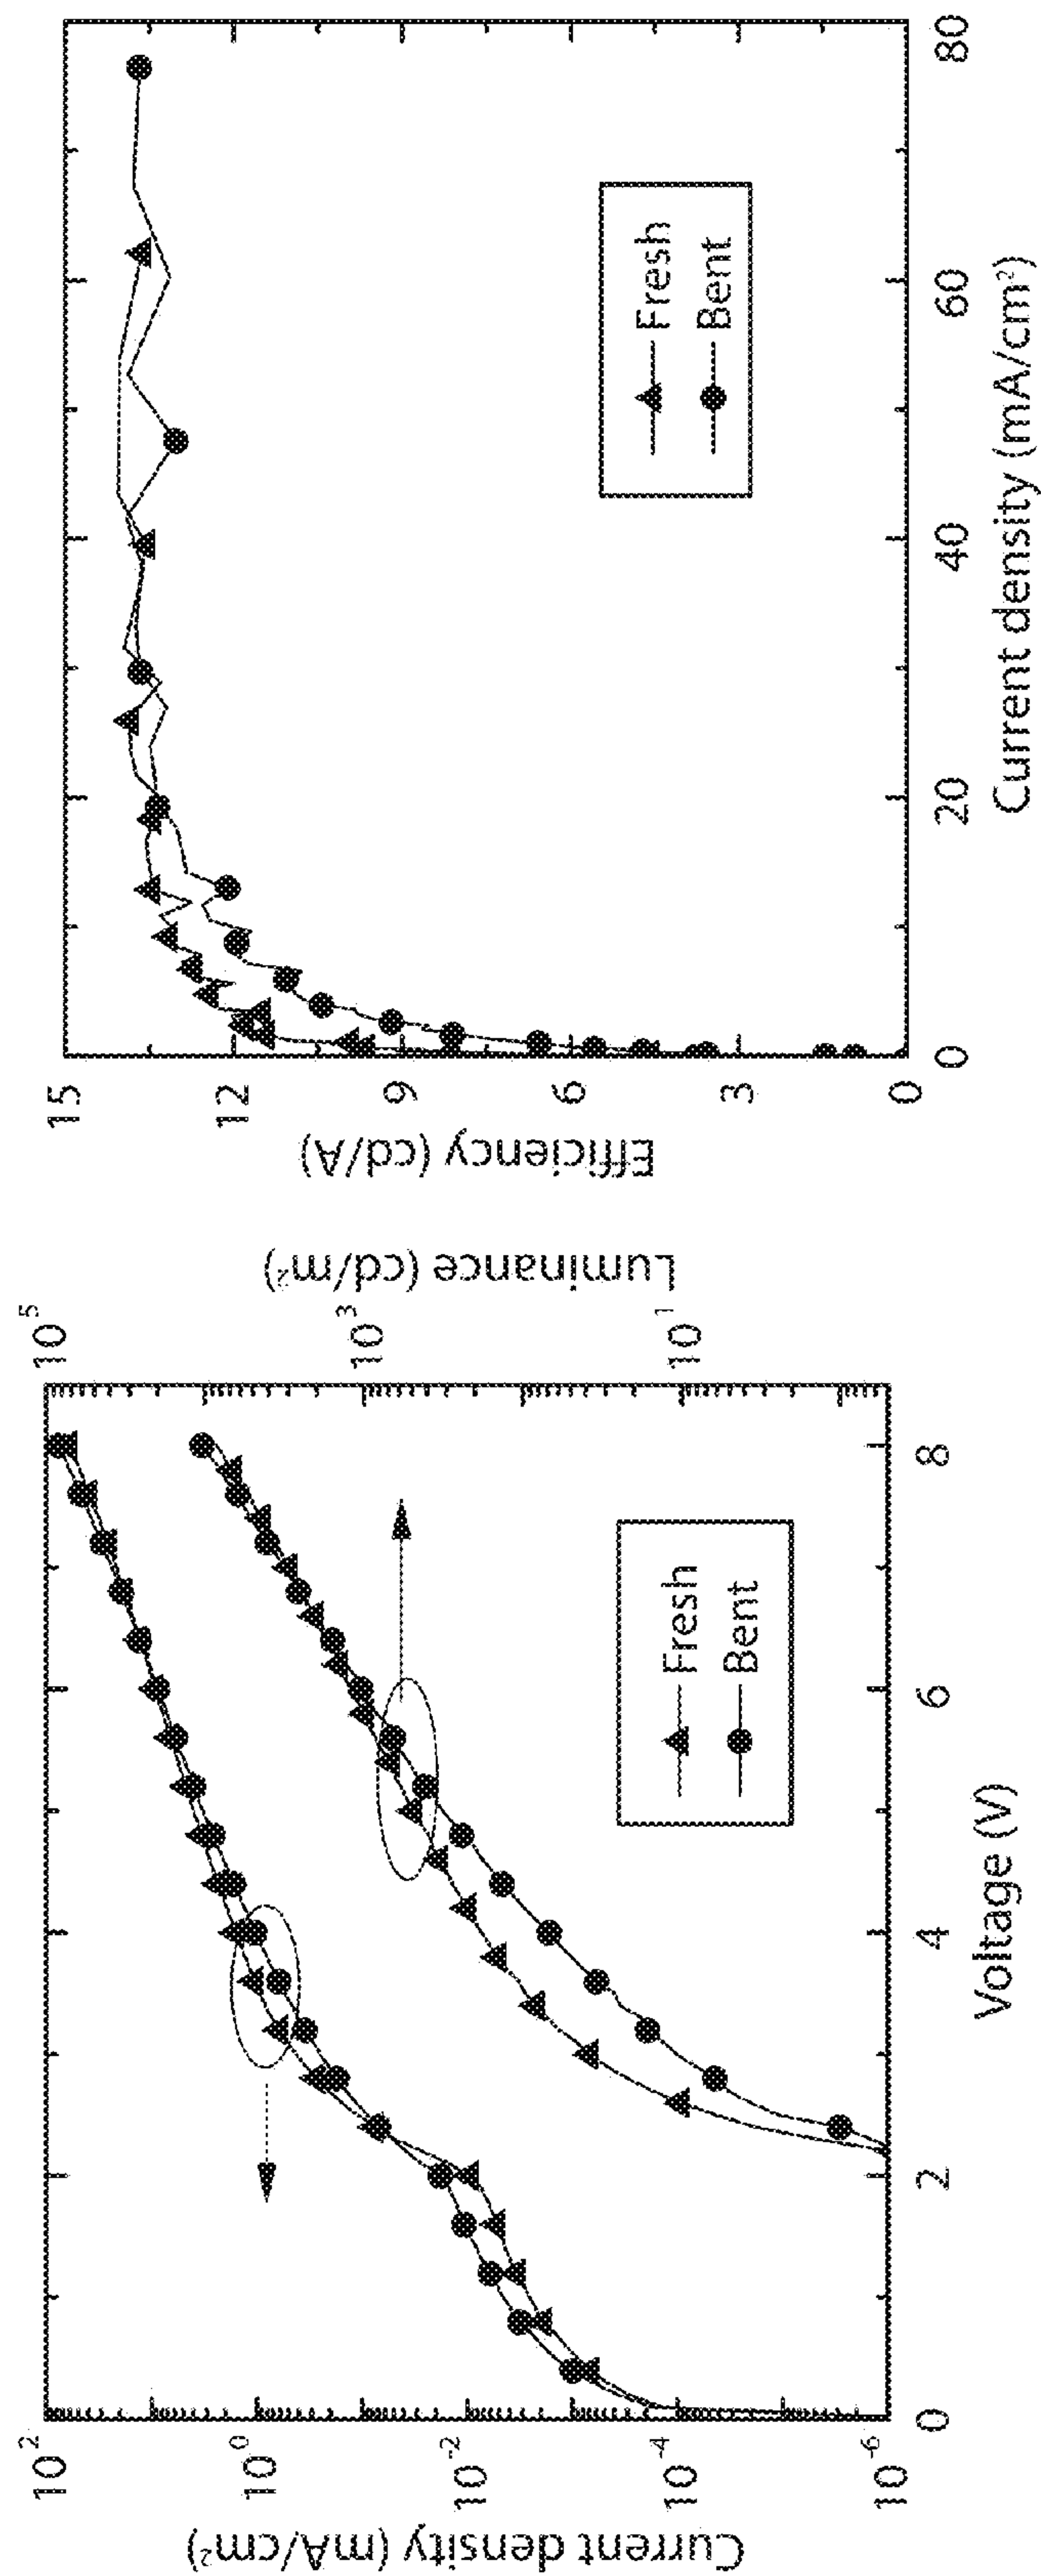 Current density (mA/cm²)
10²
10⁰
10⁻²
10⁻⁴
10⁻⁶
0
2
4
6
8
Voltage (V)
10⁵
10³
10¹
Luminance (cd/m²)
Fresh
Bent
Efficiency (cd/A)
15
12
9
6
3
0
0
20
40
60
80
Current density (mA/cm²)
Fresh
Bent